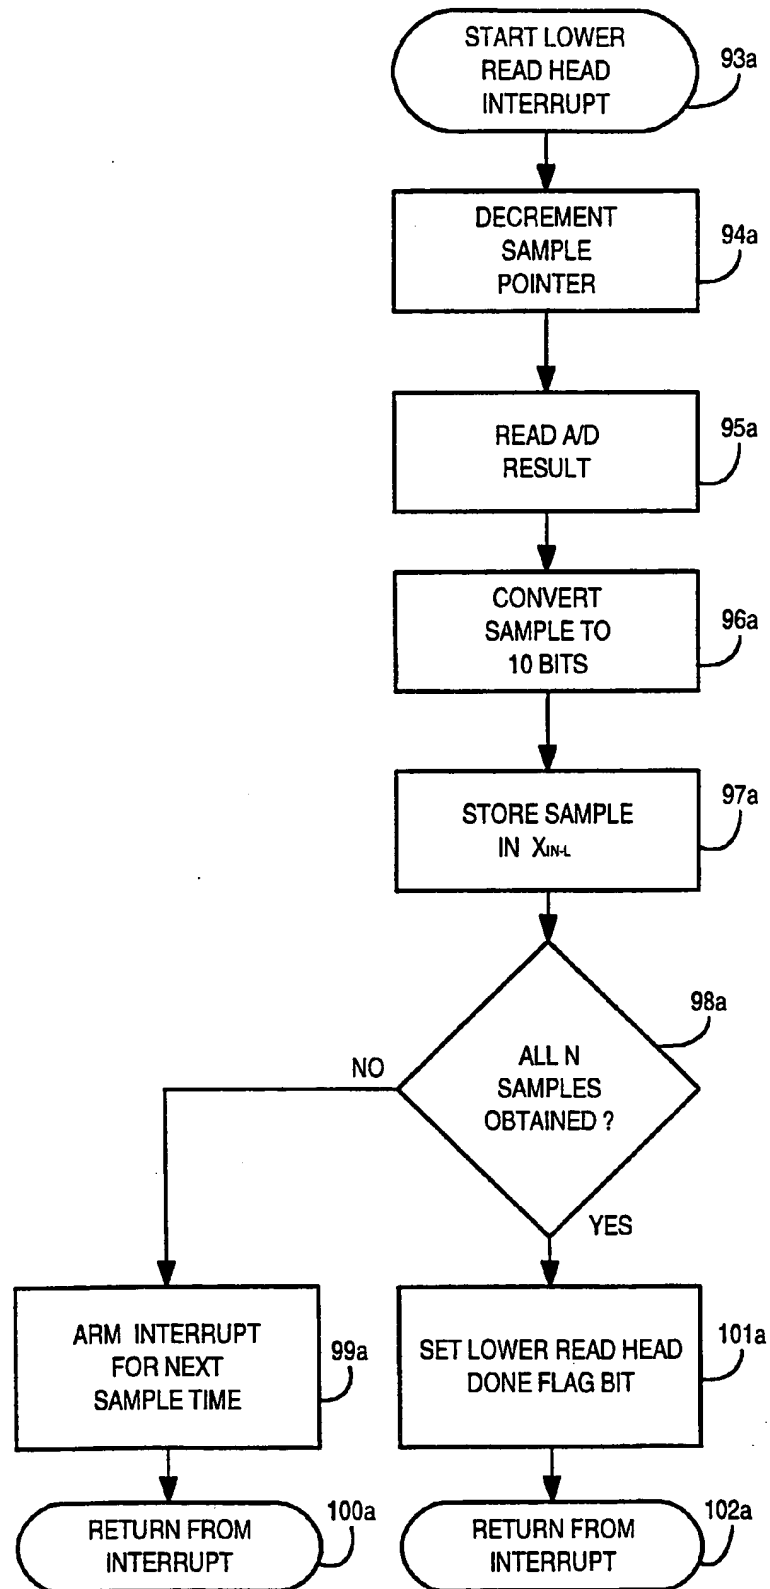 START LOWER
READ HEAD
INTERRUPT
93a
DECREMENT
SAMPLE
POINTER
94a
READ A/D
RESULT
95a
CONVERT
SAMPLE TO
10 BITS
96a
STORE SAMPLE
IN XIN-L
97a
98a
ALL N
SAMPLES
OBTAINED ?
NO
YES
ARM INTERRUPT
FOR NEXT
SAMPLE TIME
99a
SET LOWER READ HEAD
DONE FLAG BIT
101a
RETURN FROM
INTERRUPT
100a
RETURN FROM
INTERRUPT
102a